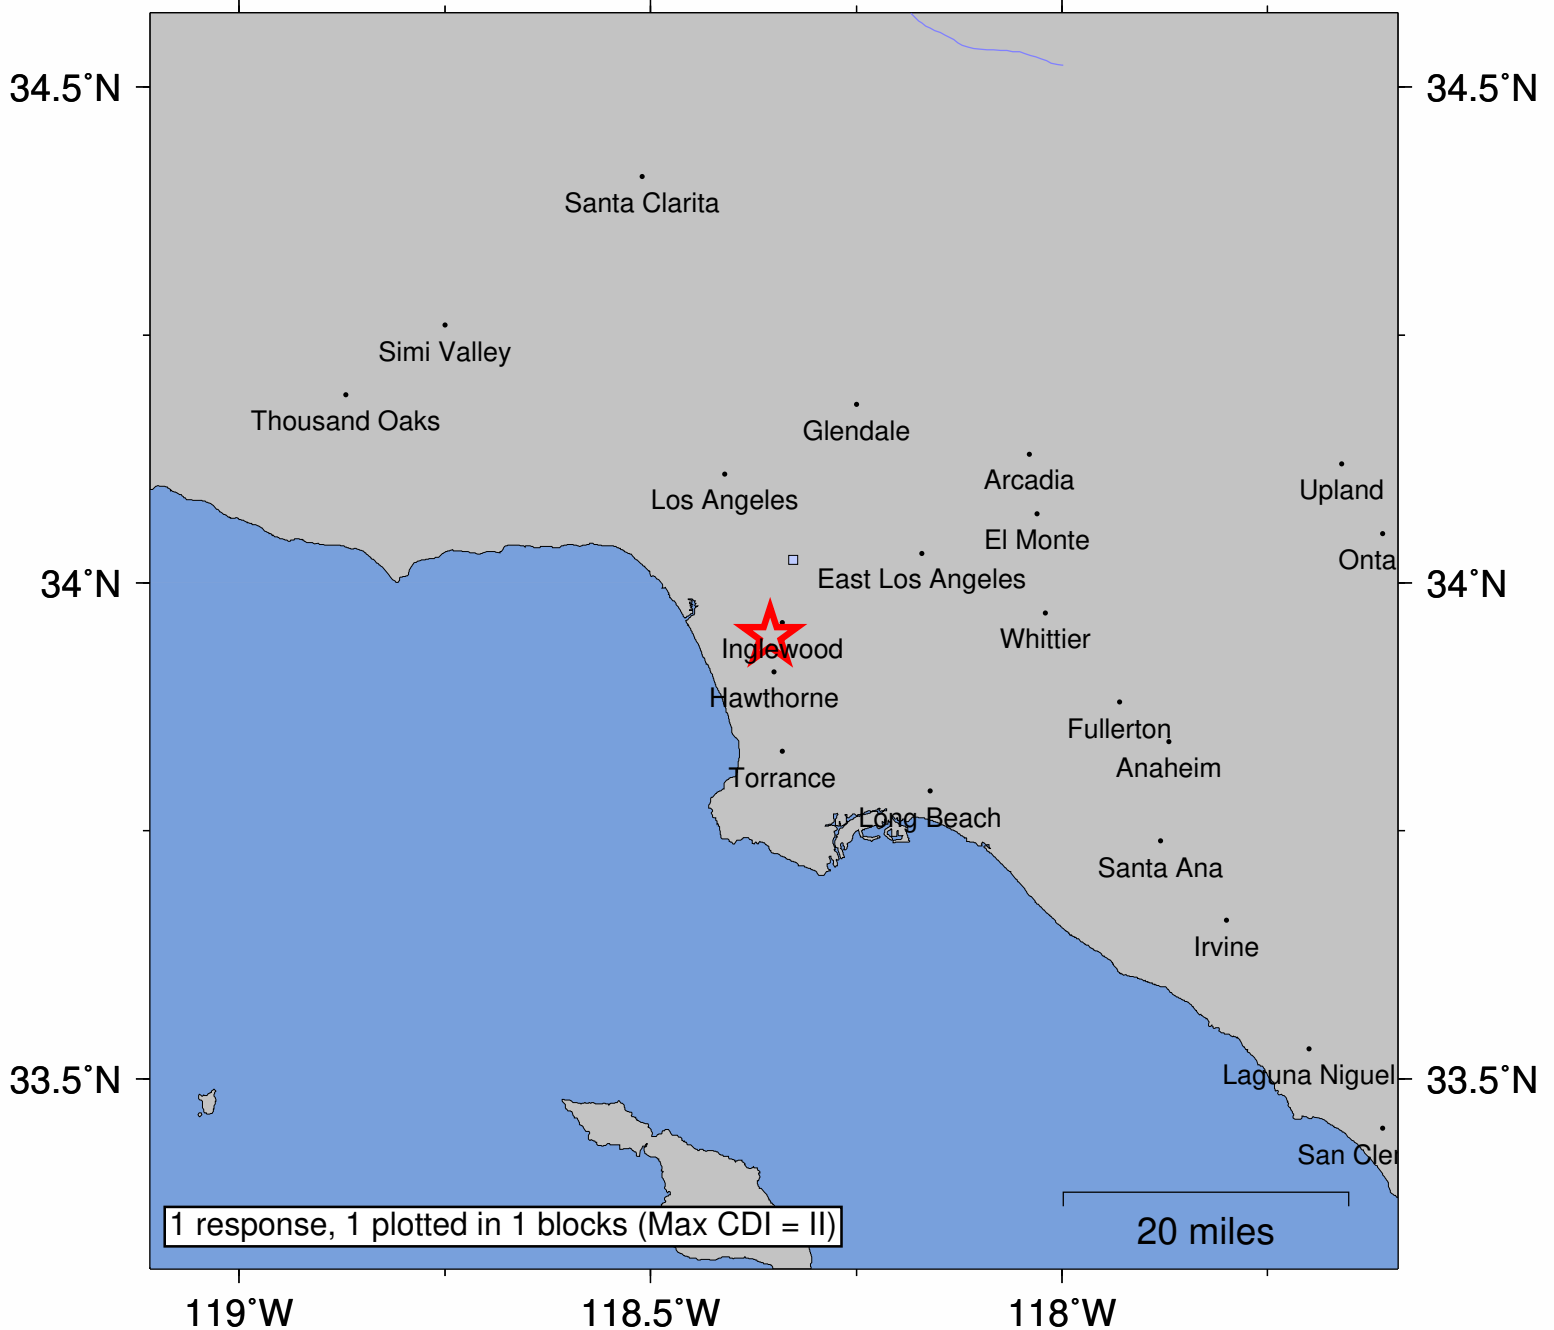 34.5˚N 34.5˚N
Santa Clarita
Simi Valley
Thousand Oaks
Glendale
Arcadia
Upland
Los Angeles
El Monte
Onta
East Los Angeles
34˚N 34˚N
Whittier
Inglewood
Hawthorne
Fullerton
Anaheim
Torrance
Long Beach
Santa Ana
Irvine
Laguna Niguel
33.5˚N 33.5˚N
San Cle
1 response, 1 plotted in 1 blocks (Max CDI = II)
20 miles
119˚W 118.5˚W 118˚W